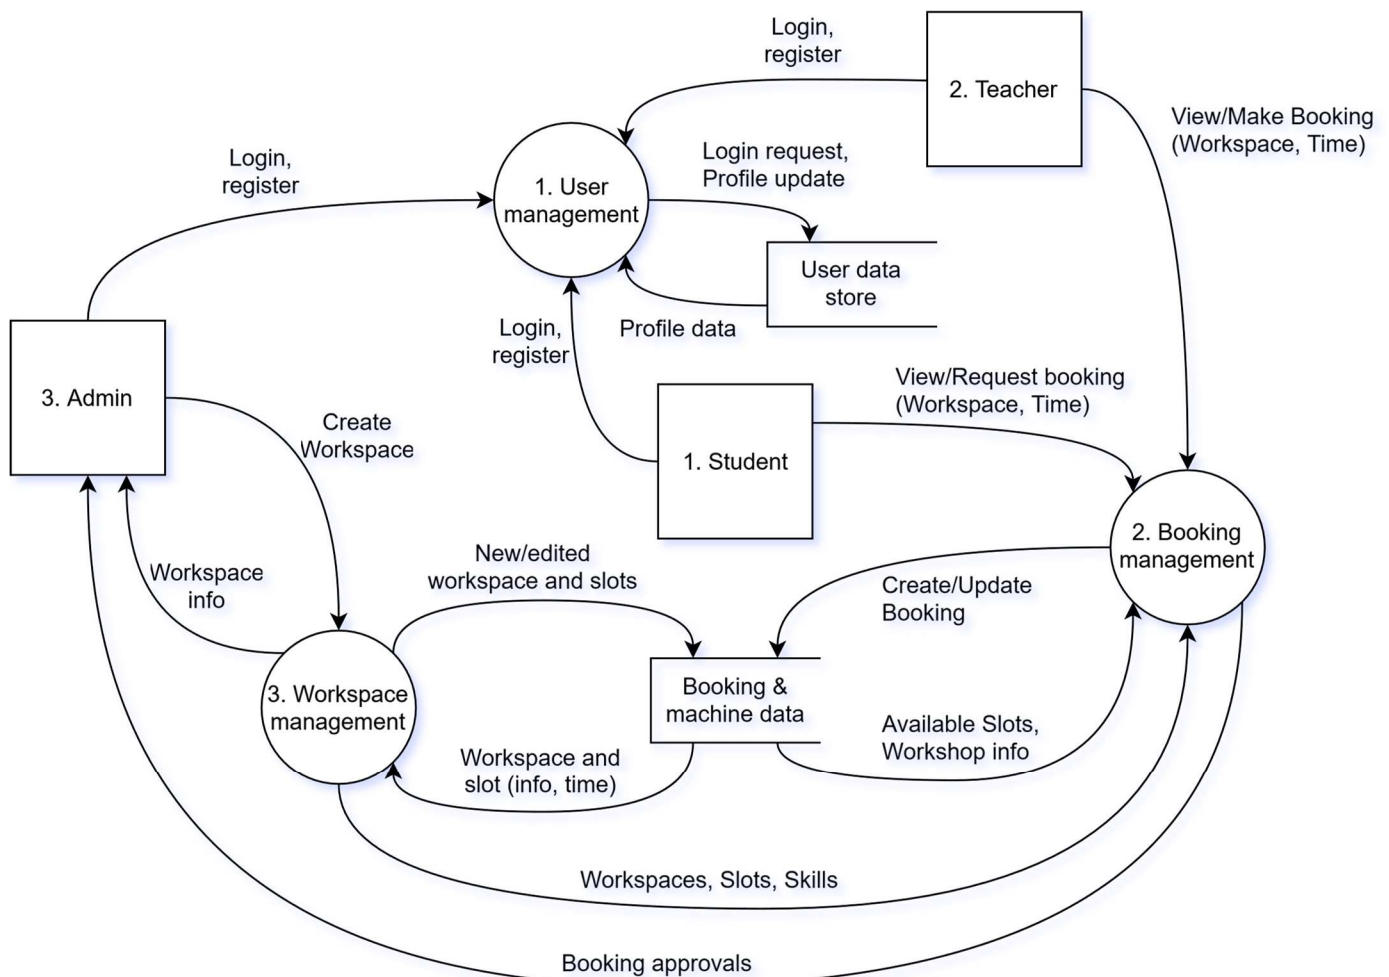 Login,
register
2. Teacher
View/Make Booking
(Workspace, Time)
Login,
register
1. User
management
Login request,
Profile update
User data
store
Profile data
Login,
register
3. Admin
Create
Workspace
View/Request booking
(Workspace, Time)
1. Student
2. Booking
management
Workspace
info
New/edited
workspace and slots
Create/Update
Booking
3. Workspace
management
Booking &
machine data
Available Slots,
Workshop info
Workspace and
slot (info, time)
Workspaces, Slots, Skills
Booking approvals